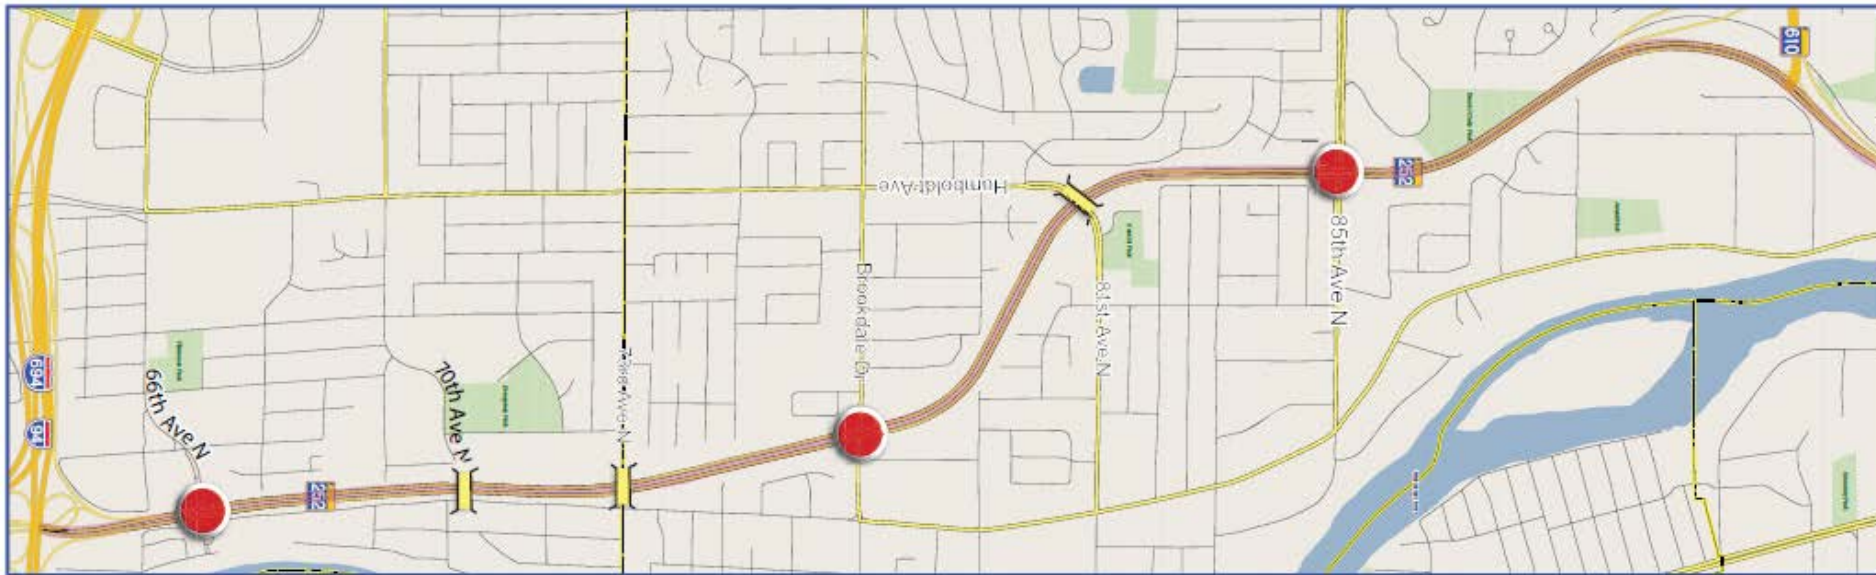 610
252
Humboldt Ave
85th Ave N
Brookdale Dr
81st Ave N
694
94
66th Ave N
70th Ave N
252